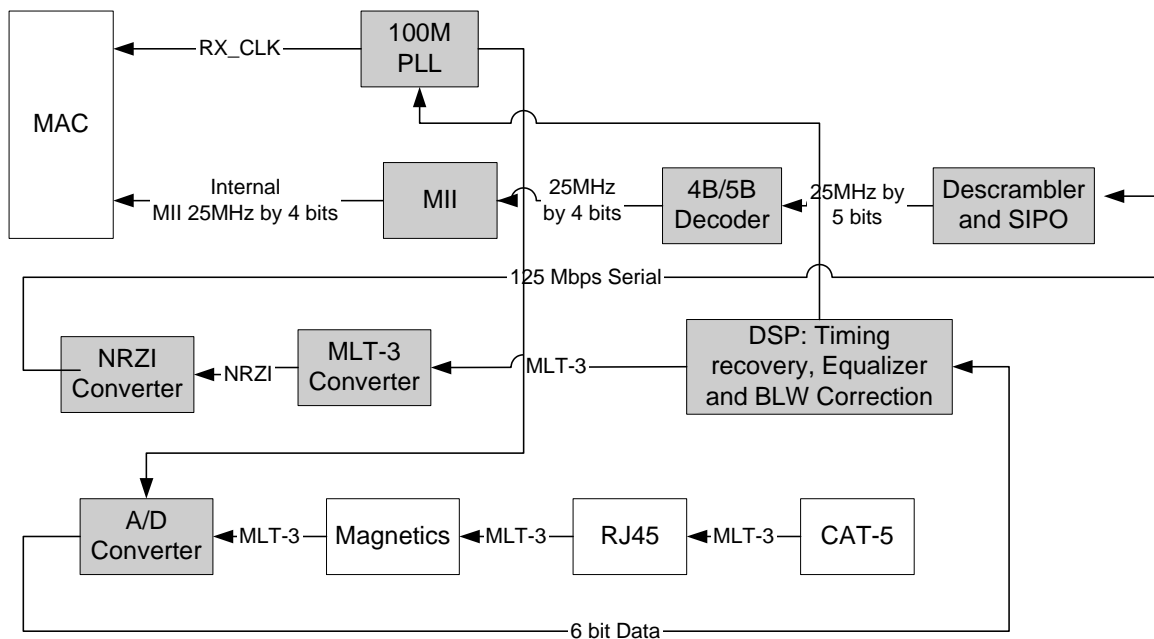 100M
PLL
RX_CLK
MAC
Internal
MII 25MHz by 4 bits
MII
25MHz
by 4 bits
4B/5B
Decoder
25MHz by
5 bits
Descrambler
and SIPO
125 Mbps Serial
NRZI
Converter
NRZI
MLT-3
Converter
MLT-3
DSP: Timing
recovery, Equalizer
and BLW Correction
A/D
Converter
MLT-3
Magnetics
MLT-3
RJ45
MLT-3
CAT-5
6 bit Data